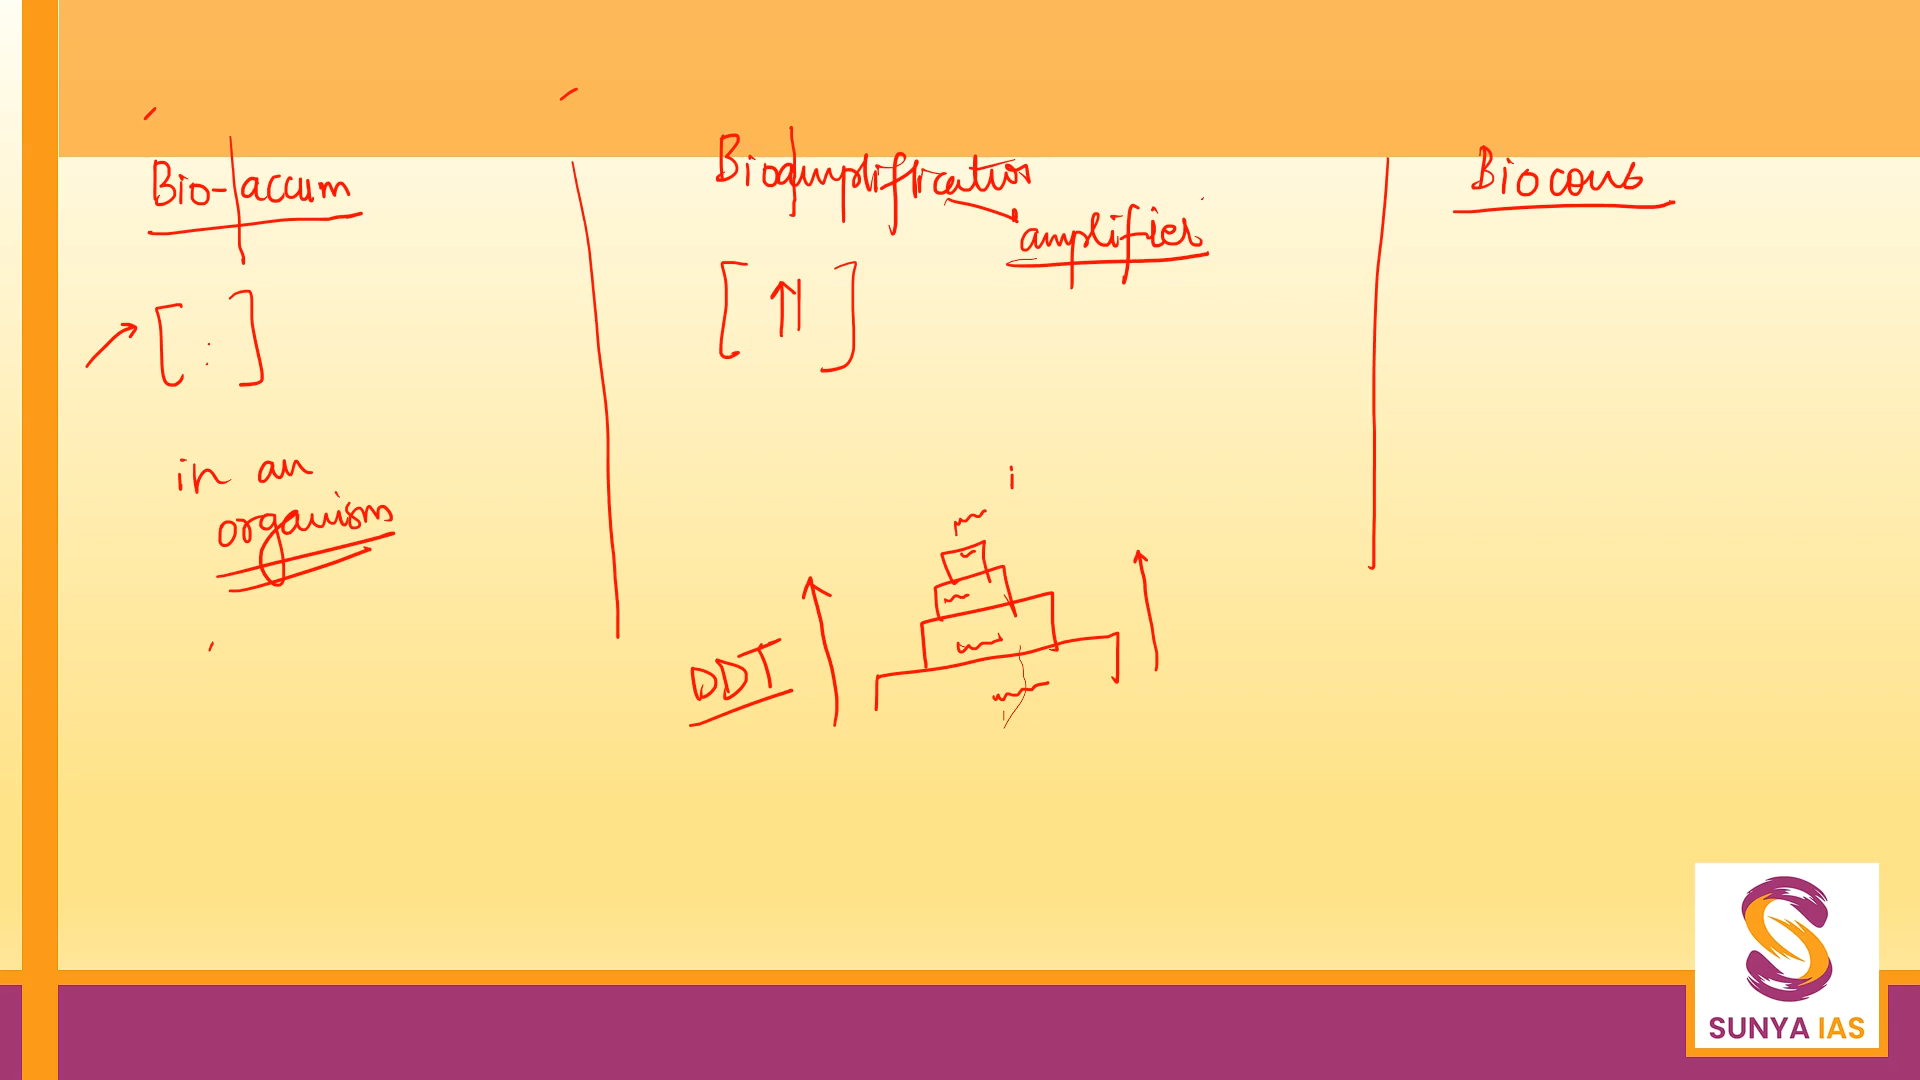 Bio-accum
in an
organism
Bioamplification
amplifier
[ ↑ ]
i
DDT
Biocons
SUNYA IAS